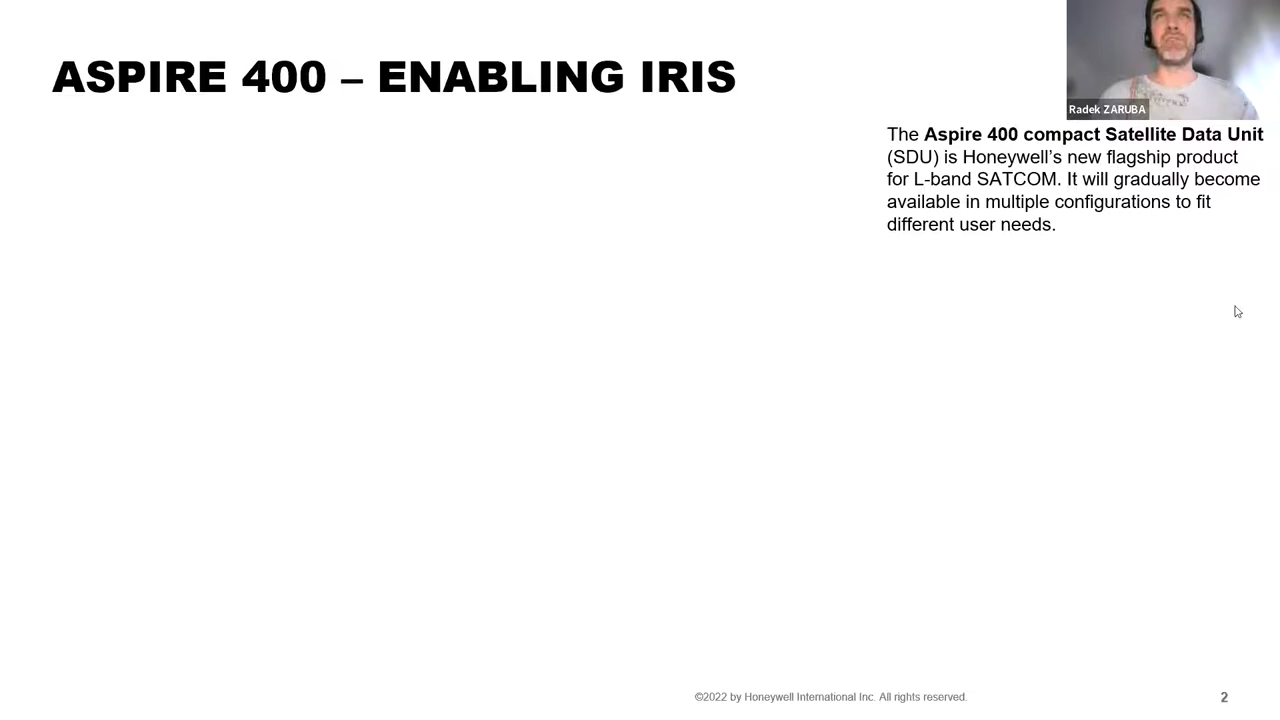 ASPIRE 400 – ENABLING IRIS
Radek ZARUBA
The Aspire 400 compact Satellite Data Unit
(SDU) is Honeywell’s new flagship product
for L-band SATCOM. It will gradually become
available in multiple configurations to fit
different user needs.
©2022 by Honeywell International Inc. All rights reserved.
2